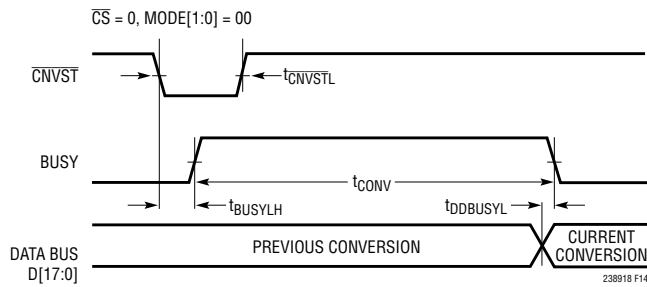 CS = 0, MODE[1:0] = 00
CNVST
tCNVSTL
BUSY
tCONV
tBUSYLH
tDDBUSYL
DATA BUS
D[17:0]
PREVIOUS CONVERSION
CURRENT
CONVERSION
238918 F14